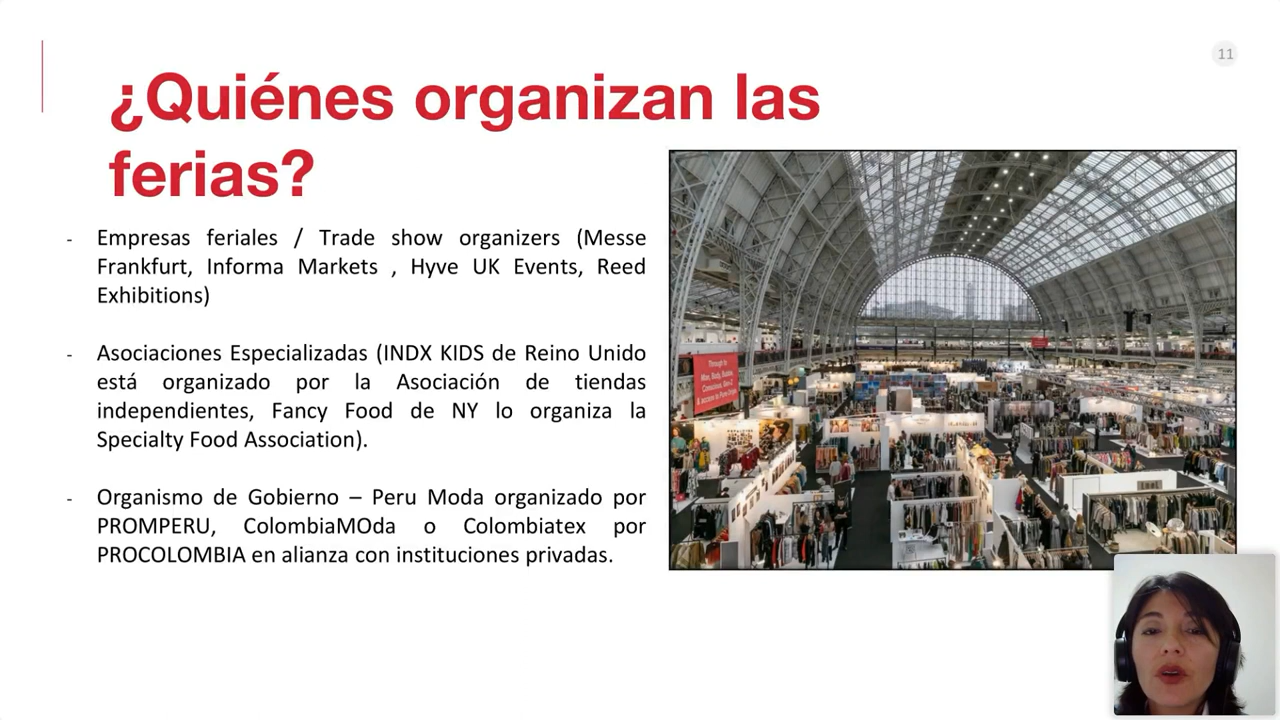 11
¿Quiénes organizan las
ferias?
- Empresas feriales / Trade show organizers (Messe
Frankfurt, Informa Markets , Hyve UK Events, Reed
Exhibitions)
- Asociaciones Especializadas (INDX KIDS de Reino Unido
está organizado por la Asociación de tiendas
independientes, Fancy Food de NY lo organiza la
Specialty Food Association).
- Organismo de Gobierno – Peru Moda organizado por
PROMPERU, ColombiaMOda o Colombiatex por
PROCOLOMBIA en alianza con instituciones privadas.